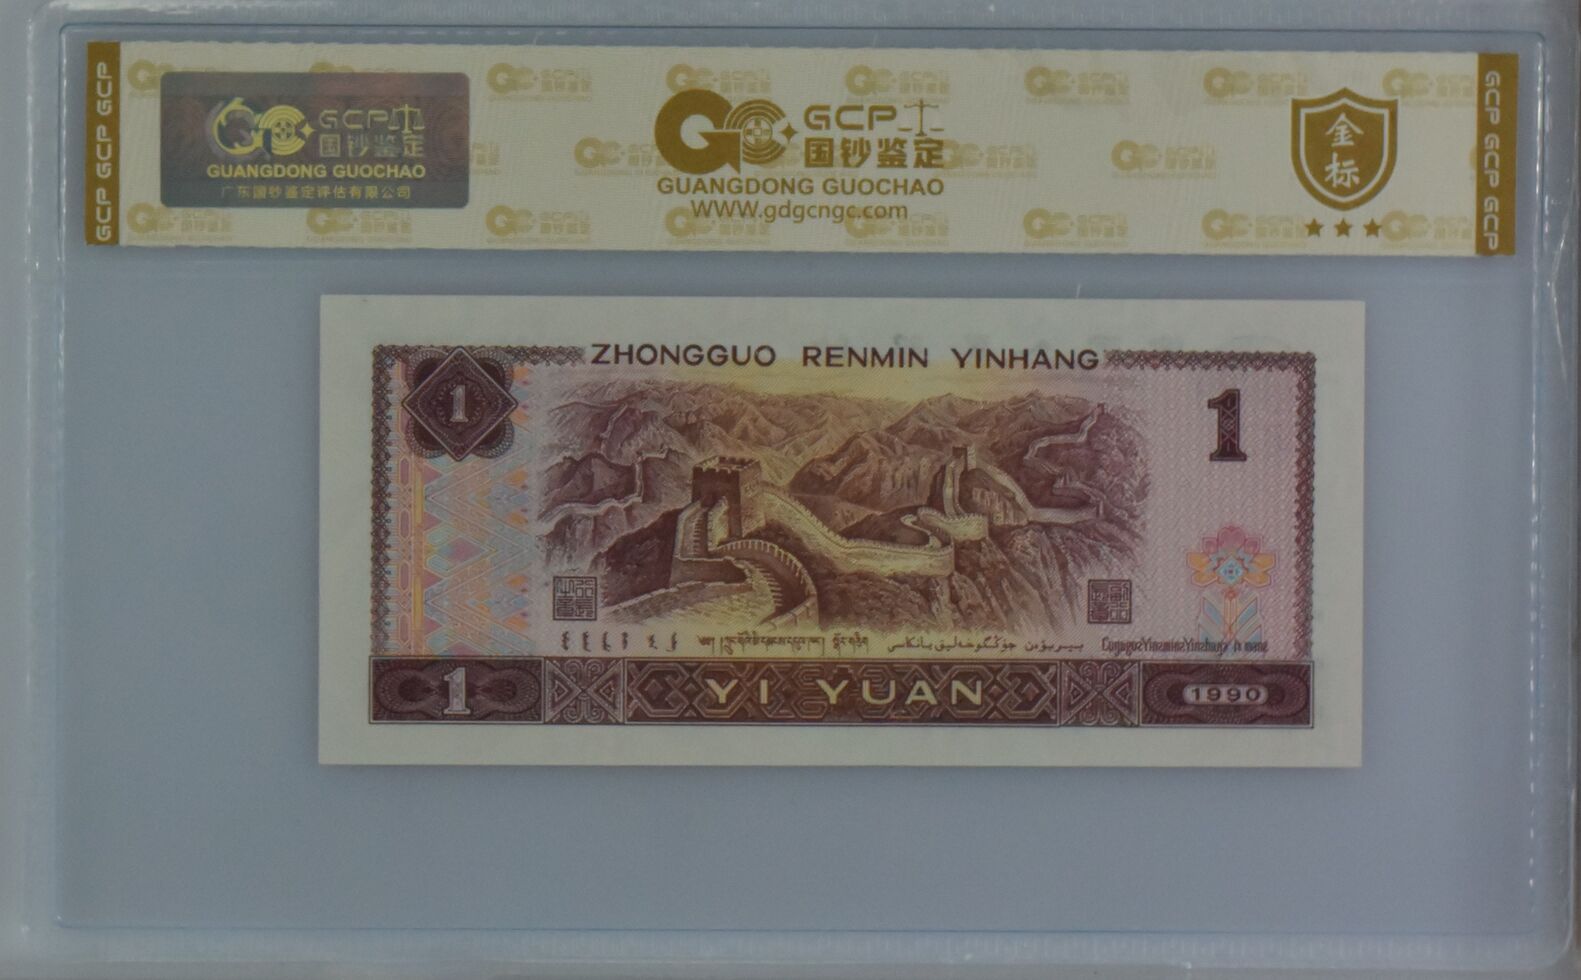 GCP GCP GCP
GCP
国钞鉴定
GUANGDONG GUOCHAO
广东国钞鉴定评估有限公司
GCP
国钞鉴定
GUANGDONG GUOCHAO
WWW.gdgcngc.com
金
标
GCP GCP GCP
ZHONGGUO RENMIN YINHANG
1
1
1
YI YUAN
1990